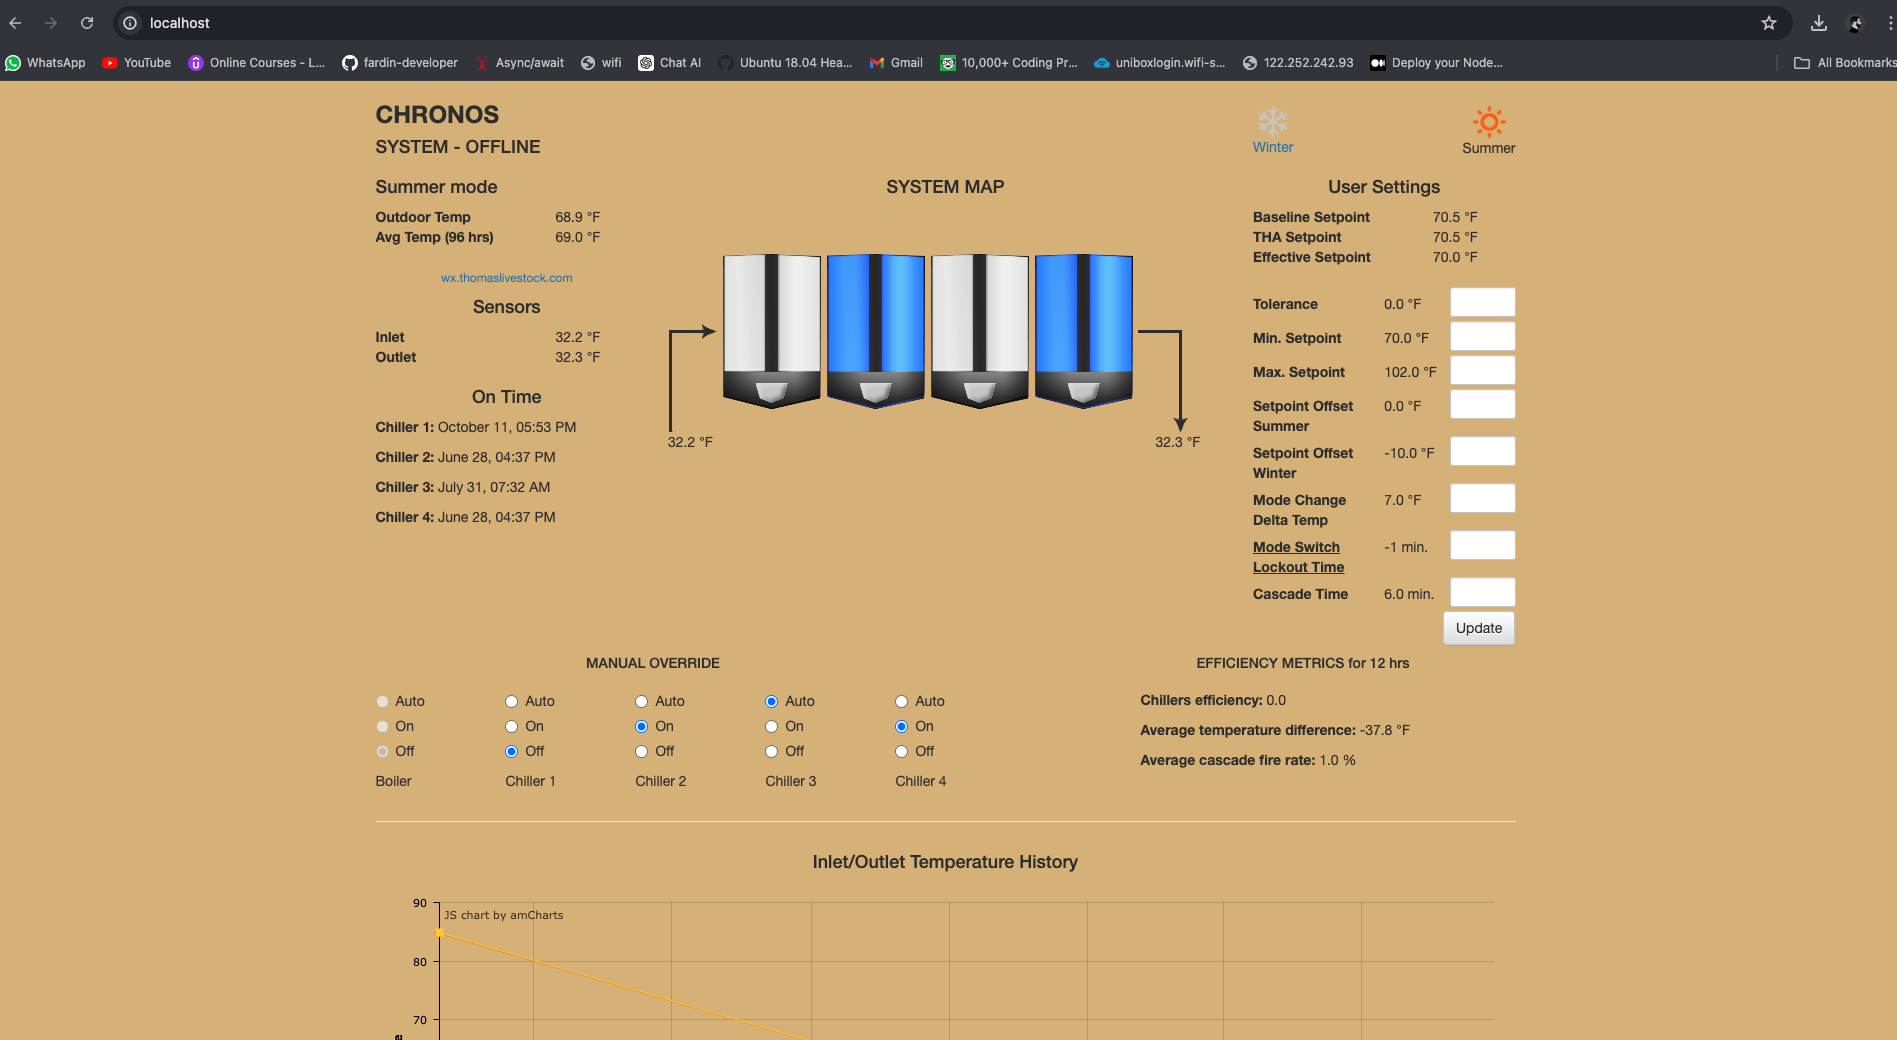 localhost
WhatsApp YouTube Online Courses - L... fardin-developer Async/await wifi Chat AI Ubuntu 18.04 Hea... Gmail 10,000+ Coding Pr... uniboxlogin.wifi-s... 122.252.242.93 Deploy your Node... All Bookmarks
CHRONOS
SYSTEM - OFFLINE
Winter
Summer
Summer mode
Outdoor Temp 68.9 °F
Avg Temp (96 hrs) 69.0 °F
wx.thomaslivestock.com
Sensors
Inlet 32.2 °F
Outlet 32.3 °F
On Time
Chiller 1: October 11, 05:53 PM
Chiller 2: June 28, 04:37 PM
Chiller 3: July 31, 07:32 AM
Chiller 4: June 28, 04:37 PM
SYSTEM MAP
32.2 °F
32.3 °F
User Settings
Baseline Setpoint 70.5 °F
THA Setpoint 70.5 °F
Effective Setpoint 70.0 °F
Tolerance 0.0 °F
Min. Setpoint 70.0 °F
Max. Setpoint 102.0 °F
Setpoint Offset 0.0 °F
Summer
Setpoint Offset -10.0 °F
Winter
Mode Change 7.0 °F
Delta Temp
Mode Switch -1 min.
Lockout Time
Cascade Time 6.0 min.
Update
MANUAL OVERRIDE
Auto Auto Auto Auto Auto
On On On On On
Off Off Off Off Off
Boiler Chiller 1 Chiller 2 Chiller 3 Chiller 4
EFFICIENCY METRICS for 12 hrs
Chillers efficiency: 0.0
Average temperature difference: -37.8 °F
Average cascade fire rate: 1.0 %
Inlet/Outlet Temperature History
90
JS chart by amCharts
80
70